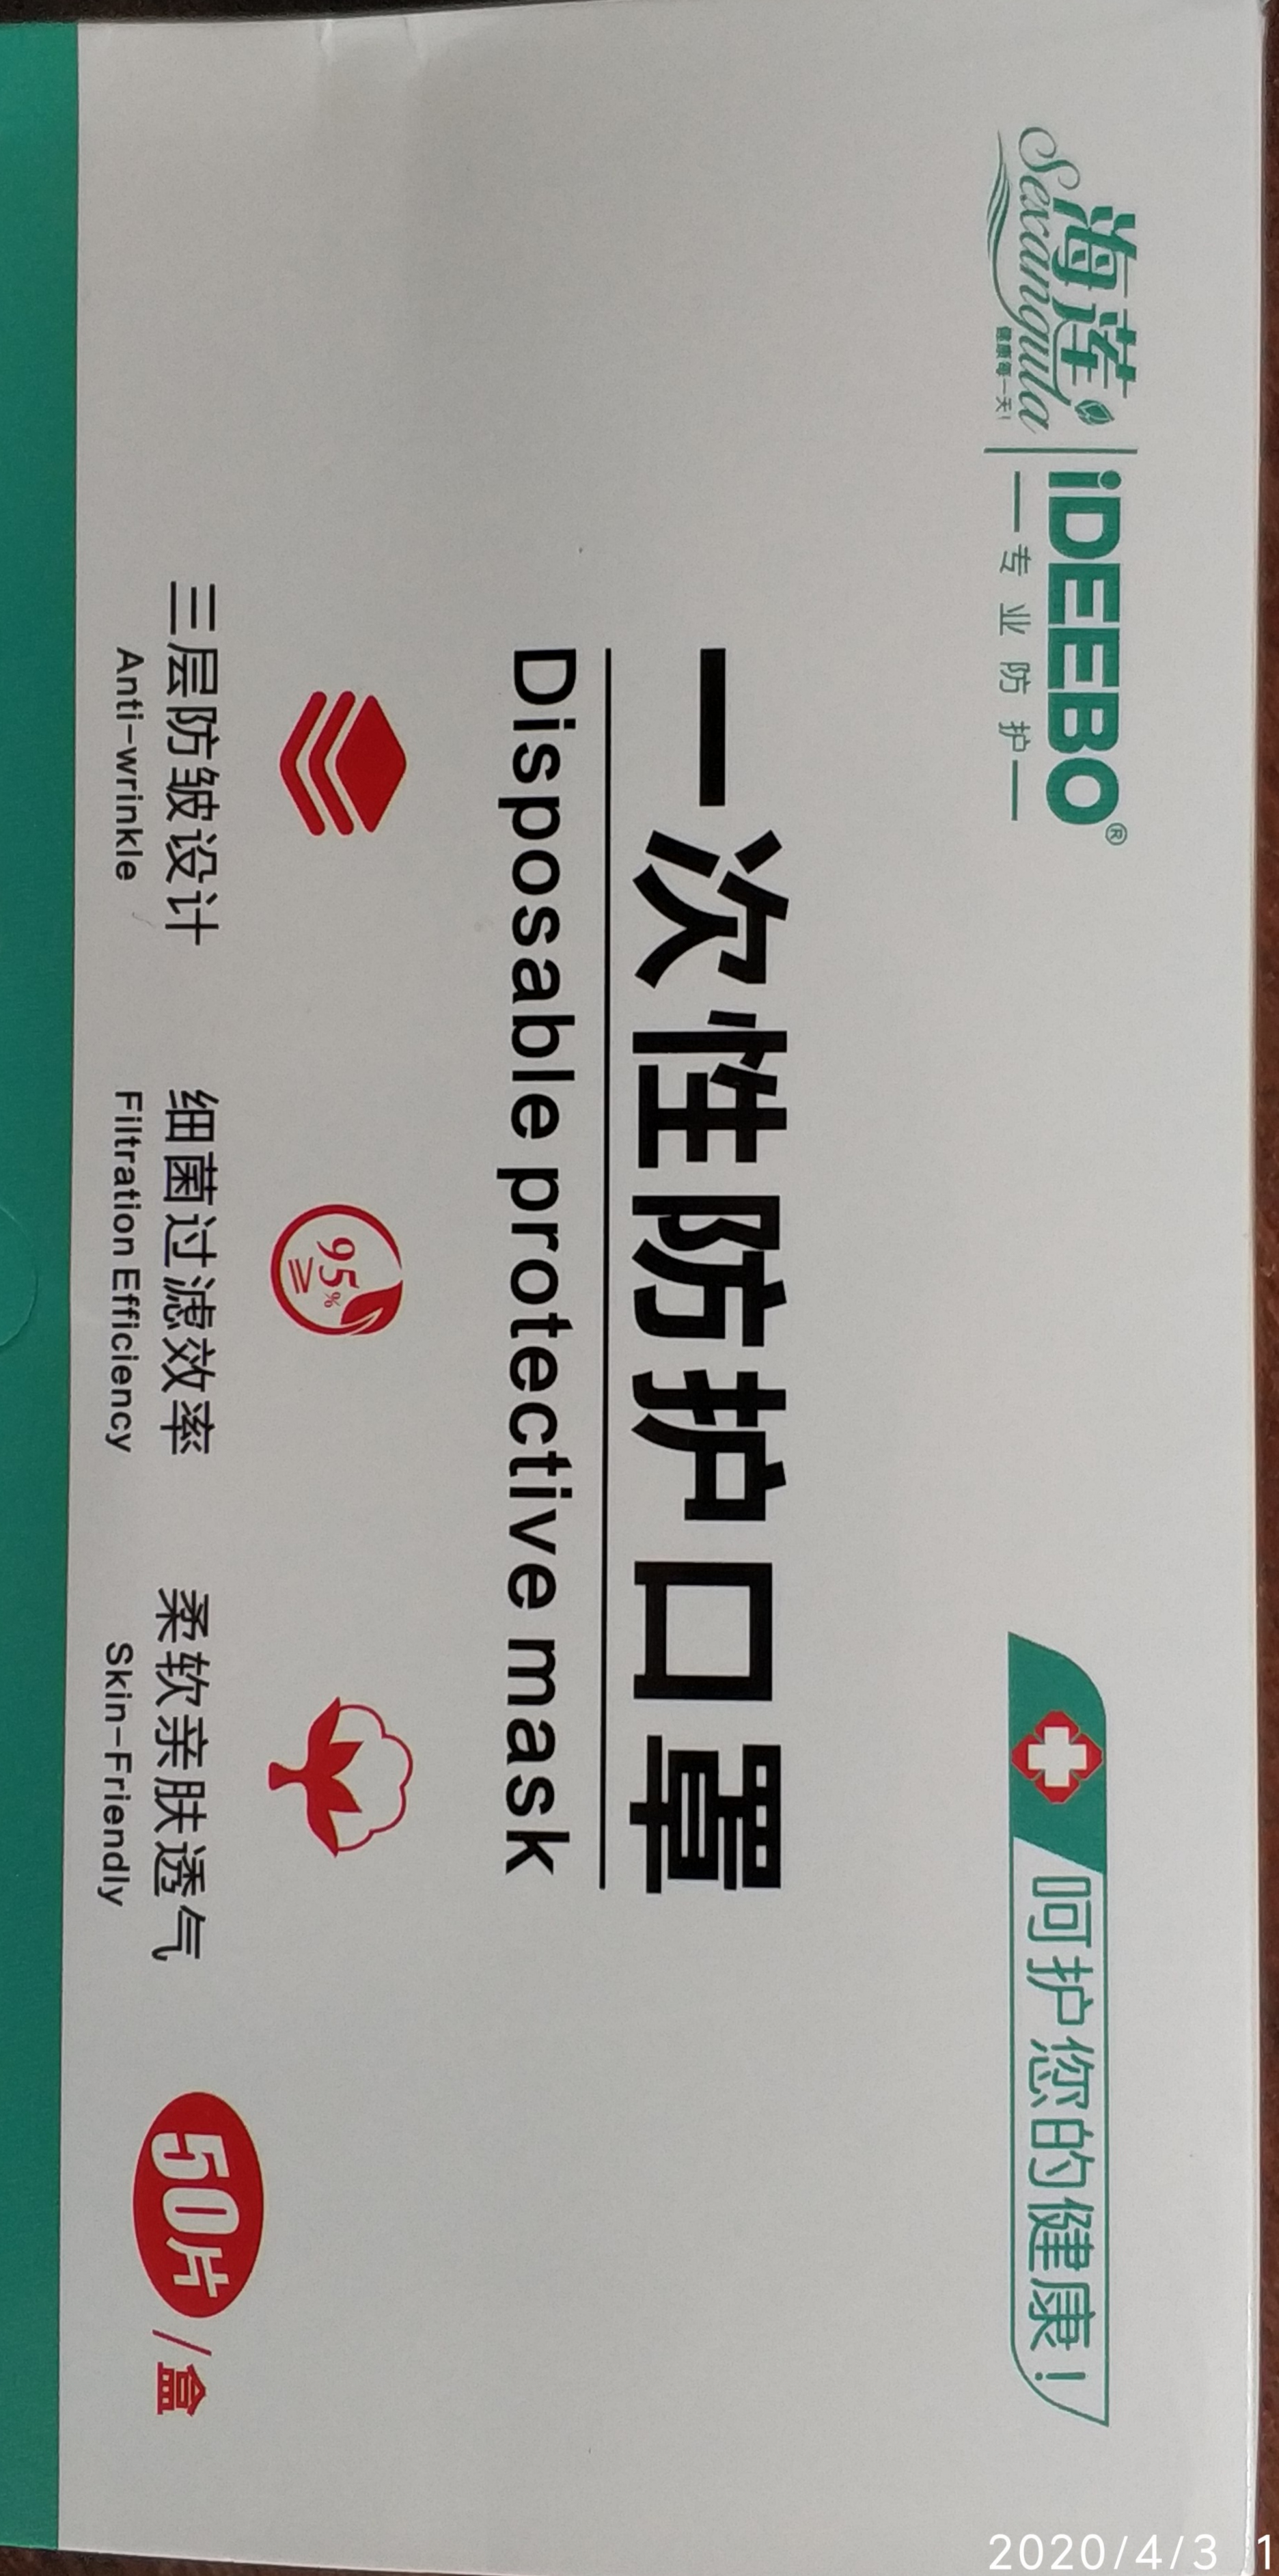 海莲
Sexangula
健康每一天!
iDEEBO®
专业防护
呵护您的健康!
一次性防护口罩
Disposable protective mask
≥95%
三层防皱设计
Anti-wrinkle
细菌过滤效率
Filtration Efficiency
柔软亲肤透气
Skin-Friendly
50片/盒
2020/4/3 1